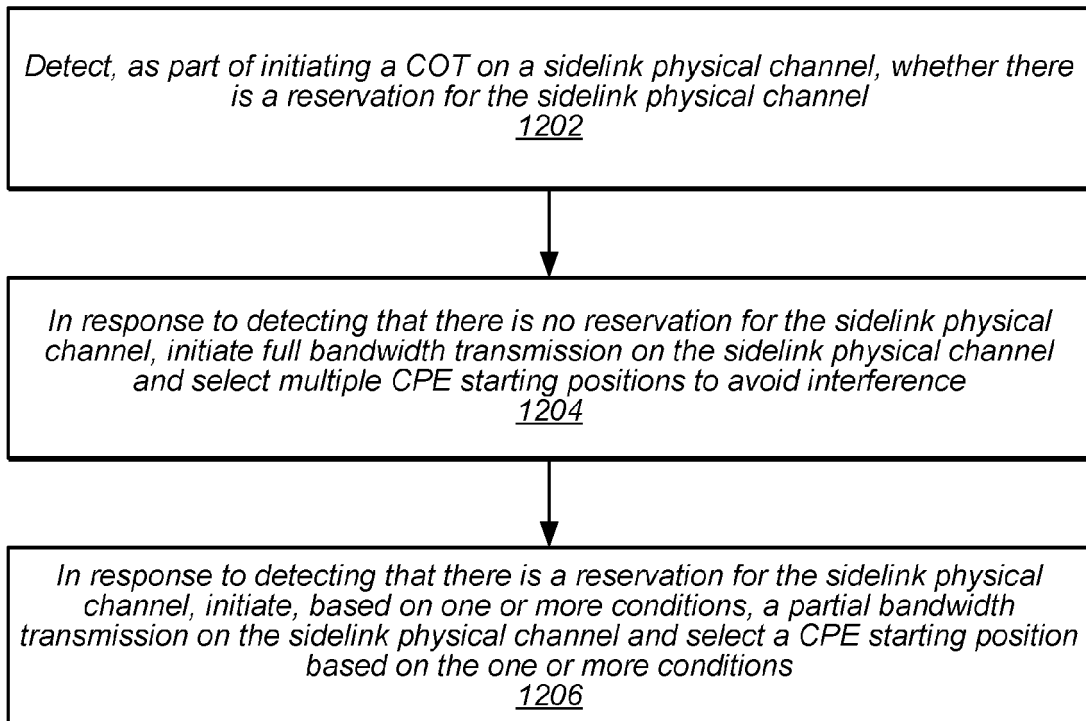 Detect, as part of initiating a COT on a sidelink physical channel, whether there
is a reservation for the sidelink physical channel
1202
In response to detecting that there is no reservation for the sidelink physical
channel, initiate full bandwidth transmission on the sidelink physical channel
and select multiple CPE starting positions to avoid interference
1204
In response to detecting that there is a reservation for the sidelink physical
channel, initiate, based on one or more conditions, a partial bandwidth
transmission on the sidelink physical channel and select a CPE starting position
based on the one or more conditions
1206